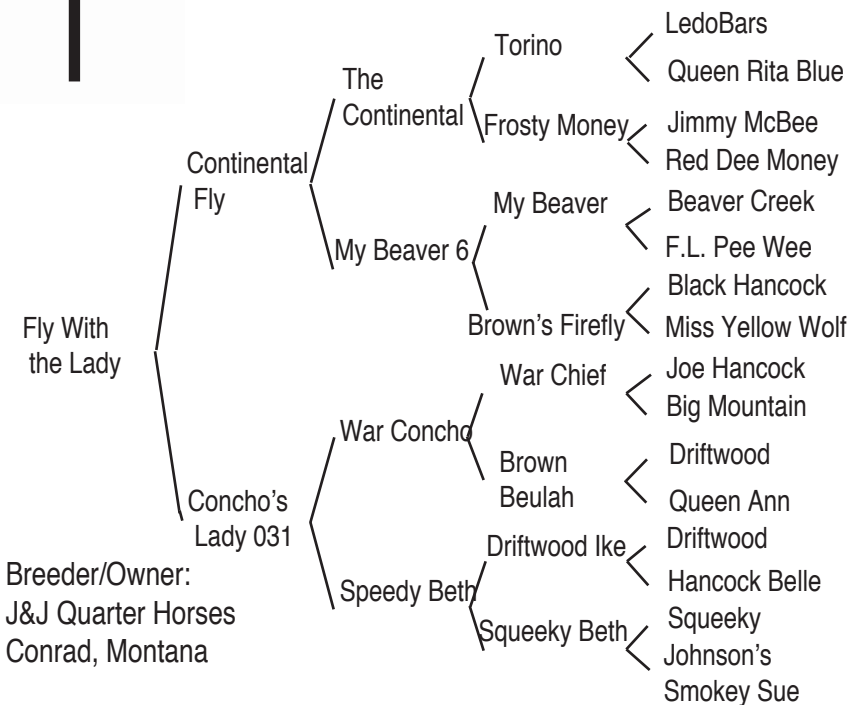 Fly With
the Lady
Continental
Fly
Concho's
Lady 031
The
Continental
My Beaver 6
War Concho
Speedy Beth
Torino
Frosty Money
My Beaver
Brown's Firefly
War Chief
Brown
Beulah
Driftwood Ike
Squeeky Beth
LedoBars
Queen Rita Blue
Jimmy McBee
Red Dee Money
Beaver Creek
F.L. Pee Wee
Black Hancock
Miss Yellow Wolf
Joe Hancock
Big Mountain
Driftwood
Queen Ann
Driftwood
Hancock Belle
Squeeky
Johnson's
Smokey Sue
Breeder/Owner:
J&J Quarter Horses
Conrad, Montana